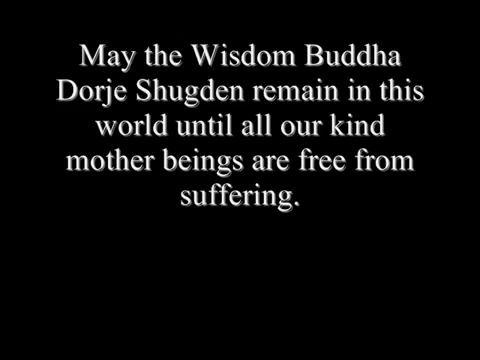 May the Wisdom Buddha
Dorje Shugden remain in this
world until all our kind
mother beings are free from
suffering.